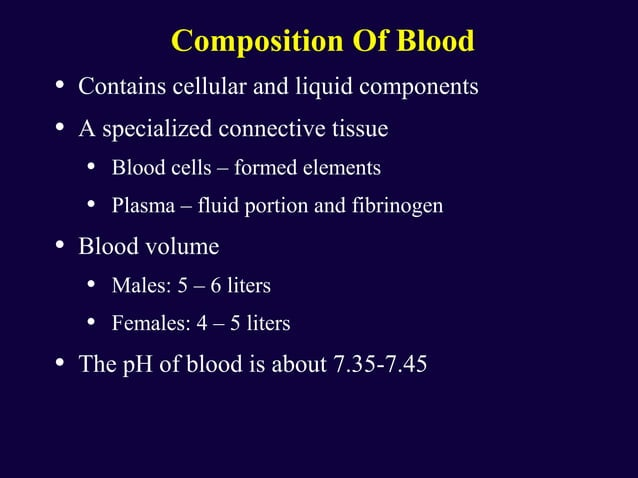 Composition Of Blood
• Contains cellular and liquid components
• A specialized connective tissue
• Blood cells – formed elements
• Plasma – fluid portion and fibrinogen
• Blood volume
• Males: 5 – 6 liters
• Females: 4 – 5 liters
• The pH of blood is about 7.35-7.45